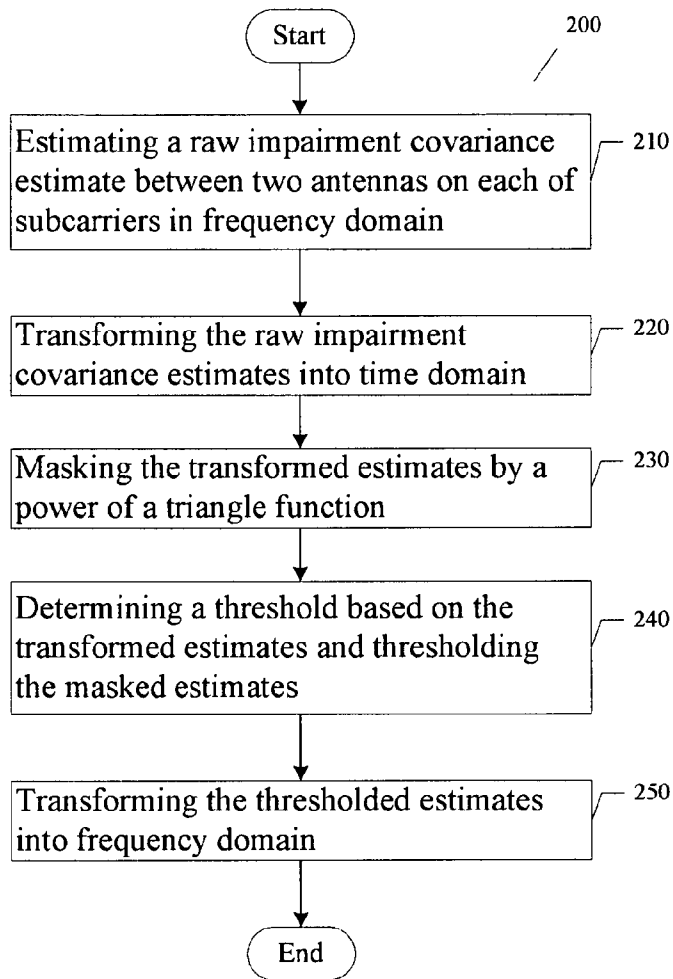 Start
200
Estimating a raw impairment covariance
estimate between two antennas on each of
subcarriers in frequency domain
210
Transforming the raw impairment
covariance estimates into time domain
220
Masking the transformed estimates by a
power of a triangle function
230
Determining a threshold based on the
transformed estimates and thresholding
the masked estimates
240
Transforming the thresholded estimates
into frequency domain
250
End